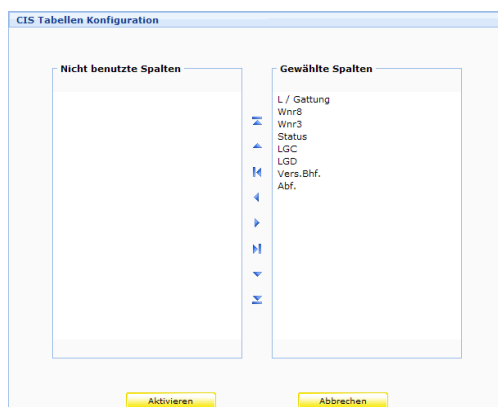 CIS Tabellen Konfiguration
Nicht benutzte Spalten
Gewählte Spalten
L / Gattung
Wnr8
Wnr3
Status
LGC
LGD
Vers.Bhf.
Abf.
Aktivieren
Abbrechen